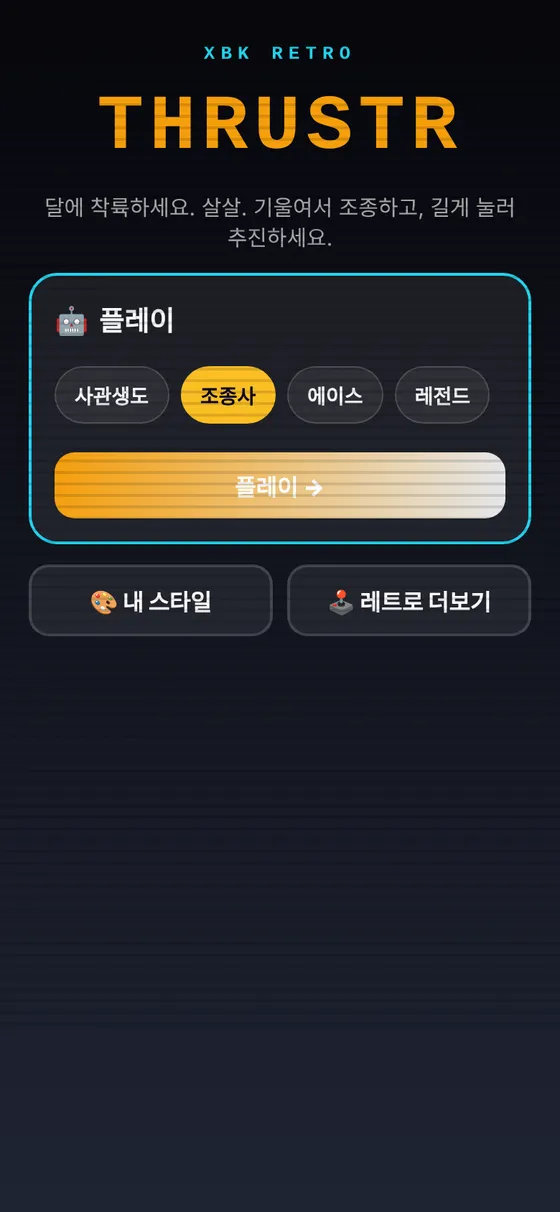 XBK RETRO
THRUSTR
달에 착륙하세요. 살살. 기울여서 조종하고, 길게 눌러
추진하세요.
🤖 플레이
사관생도 조종사 에이스 레전드
플레이 →
🎨 내 스타일 🕹️ 레트로 더보기